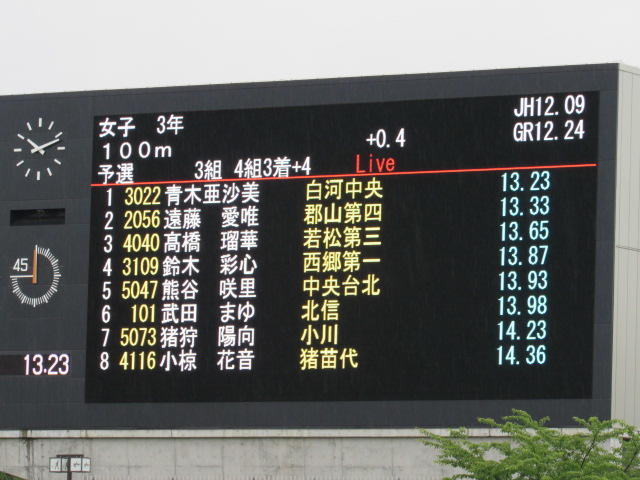 女子 3年 JH12.09
100m +0.4 GR12.24
予選 3組 4組3着+4 Live
1 3022 青木亜沙美 白河中央 13.23
2 2056 遠藤 愛唯 郡山第四 13.33
3 4040 髙橋 瑠華 若松第三 13.65
4 3109 鈴木 彩心 西郷第一 13.87
5 5047 熊谷 咲里 中央台北 13.93
6 101 武田 まゆ 北信 13.98
7 5073 猪狩 陽向 小川 14.23
8 4116 小椋 花音 猪苗代 14.36
45
13.23